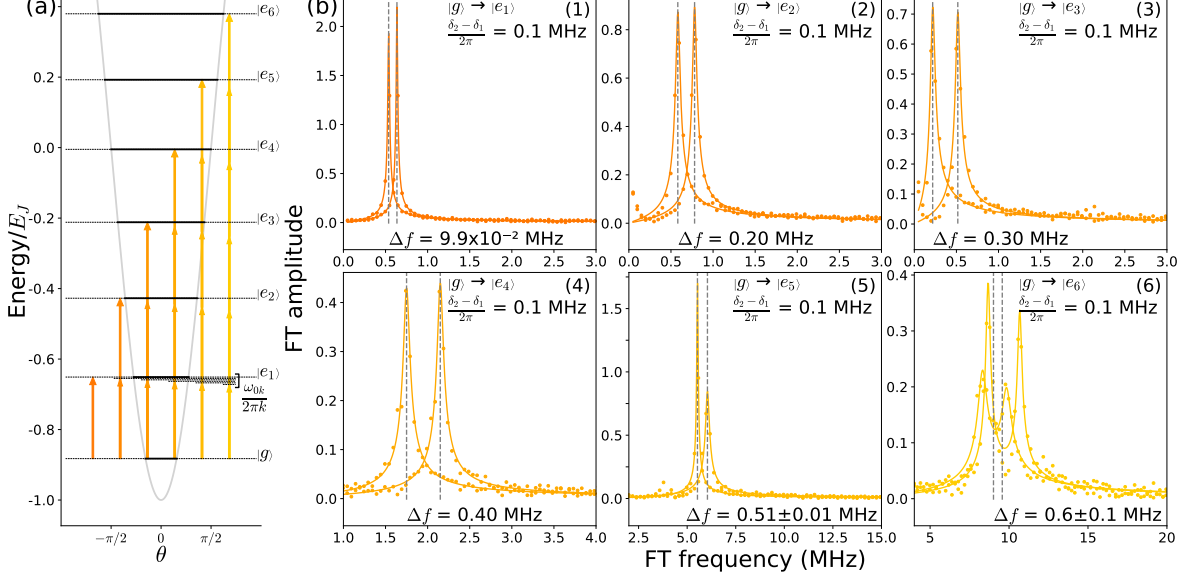 (a)
Energy/E_J
0.2
0.0
-0.2
-0.4
-0.6
-0.8
-1.0
−π/2
0
π/2
θ
|e₆⟩
|e₅⟩
|e₄⟩
|e₃⟩
|e₂⟩
|e₁⟩
ω₀ₖ
2πk
|g⟩
(b)
FT amplitude
|g⟩ → |e₁⟩
(1)
δ₂ − δ₁
2π
= 0.1 MHz
Δf = 9.9x10⁻² MHz
2.0
1.5
1.0
0.5
0.0
0.0 0.5 1.0 1.5 2.0 2.5 3.0
|g⟩ → |e₂⟩
(2)
δ₂ − δ₁
2π
= 0.1 MHz
Δf = 0.20 MHz
0.8
0.6
0.4
0.2
0.0
0.0 0.5 1.0 1.5 2.0 2.5 3.0
|g⟩ → |e₃⟩
(3)
δ₂ − δ₁
2π
= 0.1 MHz
Δf = 0.30 MHz
0.7
0.6
0.5
0.4
0.3
0.2
0.1
0.0
0.0 0.5 1.0 1.5 2.0 2.5 3.0
|g⟩ → |e₄⟩
(4)
δ₂ − δ₁
2π
= 0.1 MHz
Δf = 0.40 MHz
0.4
0.3
0.2
0.1
0.0
1.0 1.5 2.0 2.5 3.0 3.5 4.0
|g⟩ → |e₅⟩
(5)
δ₂ − δ₁
2π
= 0.1 MHz
Δf = 0.51±0.01 MHz
1.50
1.25
1.00
0.75
0.50
0.25
0.00
2.5 5.0 7.5 10.0 12.5 15.0
|g⟩ → |e₆⟩
(6)
δ₂ − δ₁
2π
= 0.1 MHz
Δf = 0.6±0.1 MHz
0.4
0.3
0.2
0.1
0.0
5 10 15 20
FT frequency (MHz)